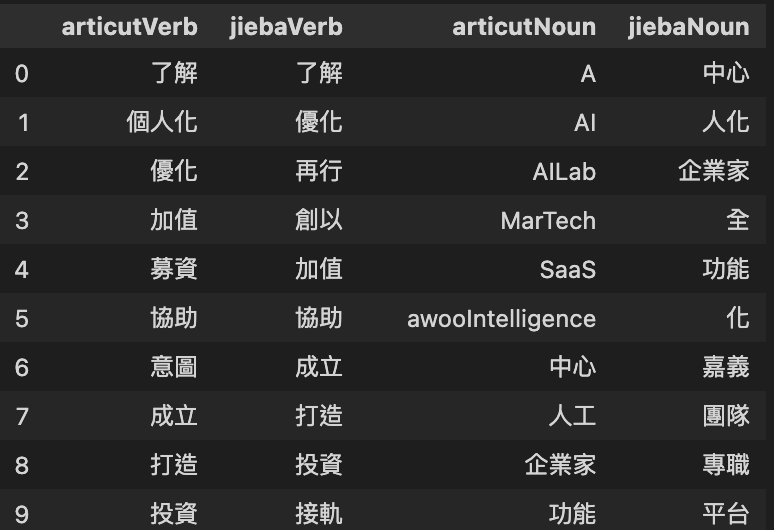 articutVerb jiebaVerb articutNoun jiebaNoun
0 了解 了解 A 中心
1 個人化 優化 AI 人化
2 優化 再行 AILab 企業家
3 加值 創以 MarTech 全
4 募資 加值 SaaS 功能
5 協助 協助 awooIntelligence 化
6 意圖 成立 中心 嘉義
7 成立 打造 人工 團隊
8 打造 投資 企業家 專職
9 投資 接軌 功能 平台